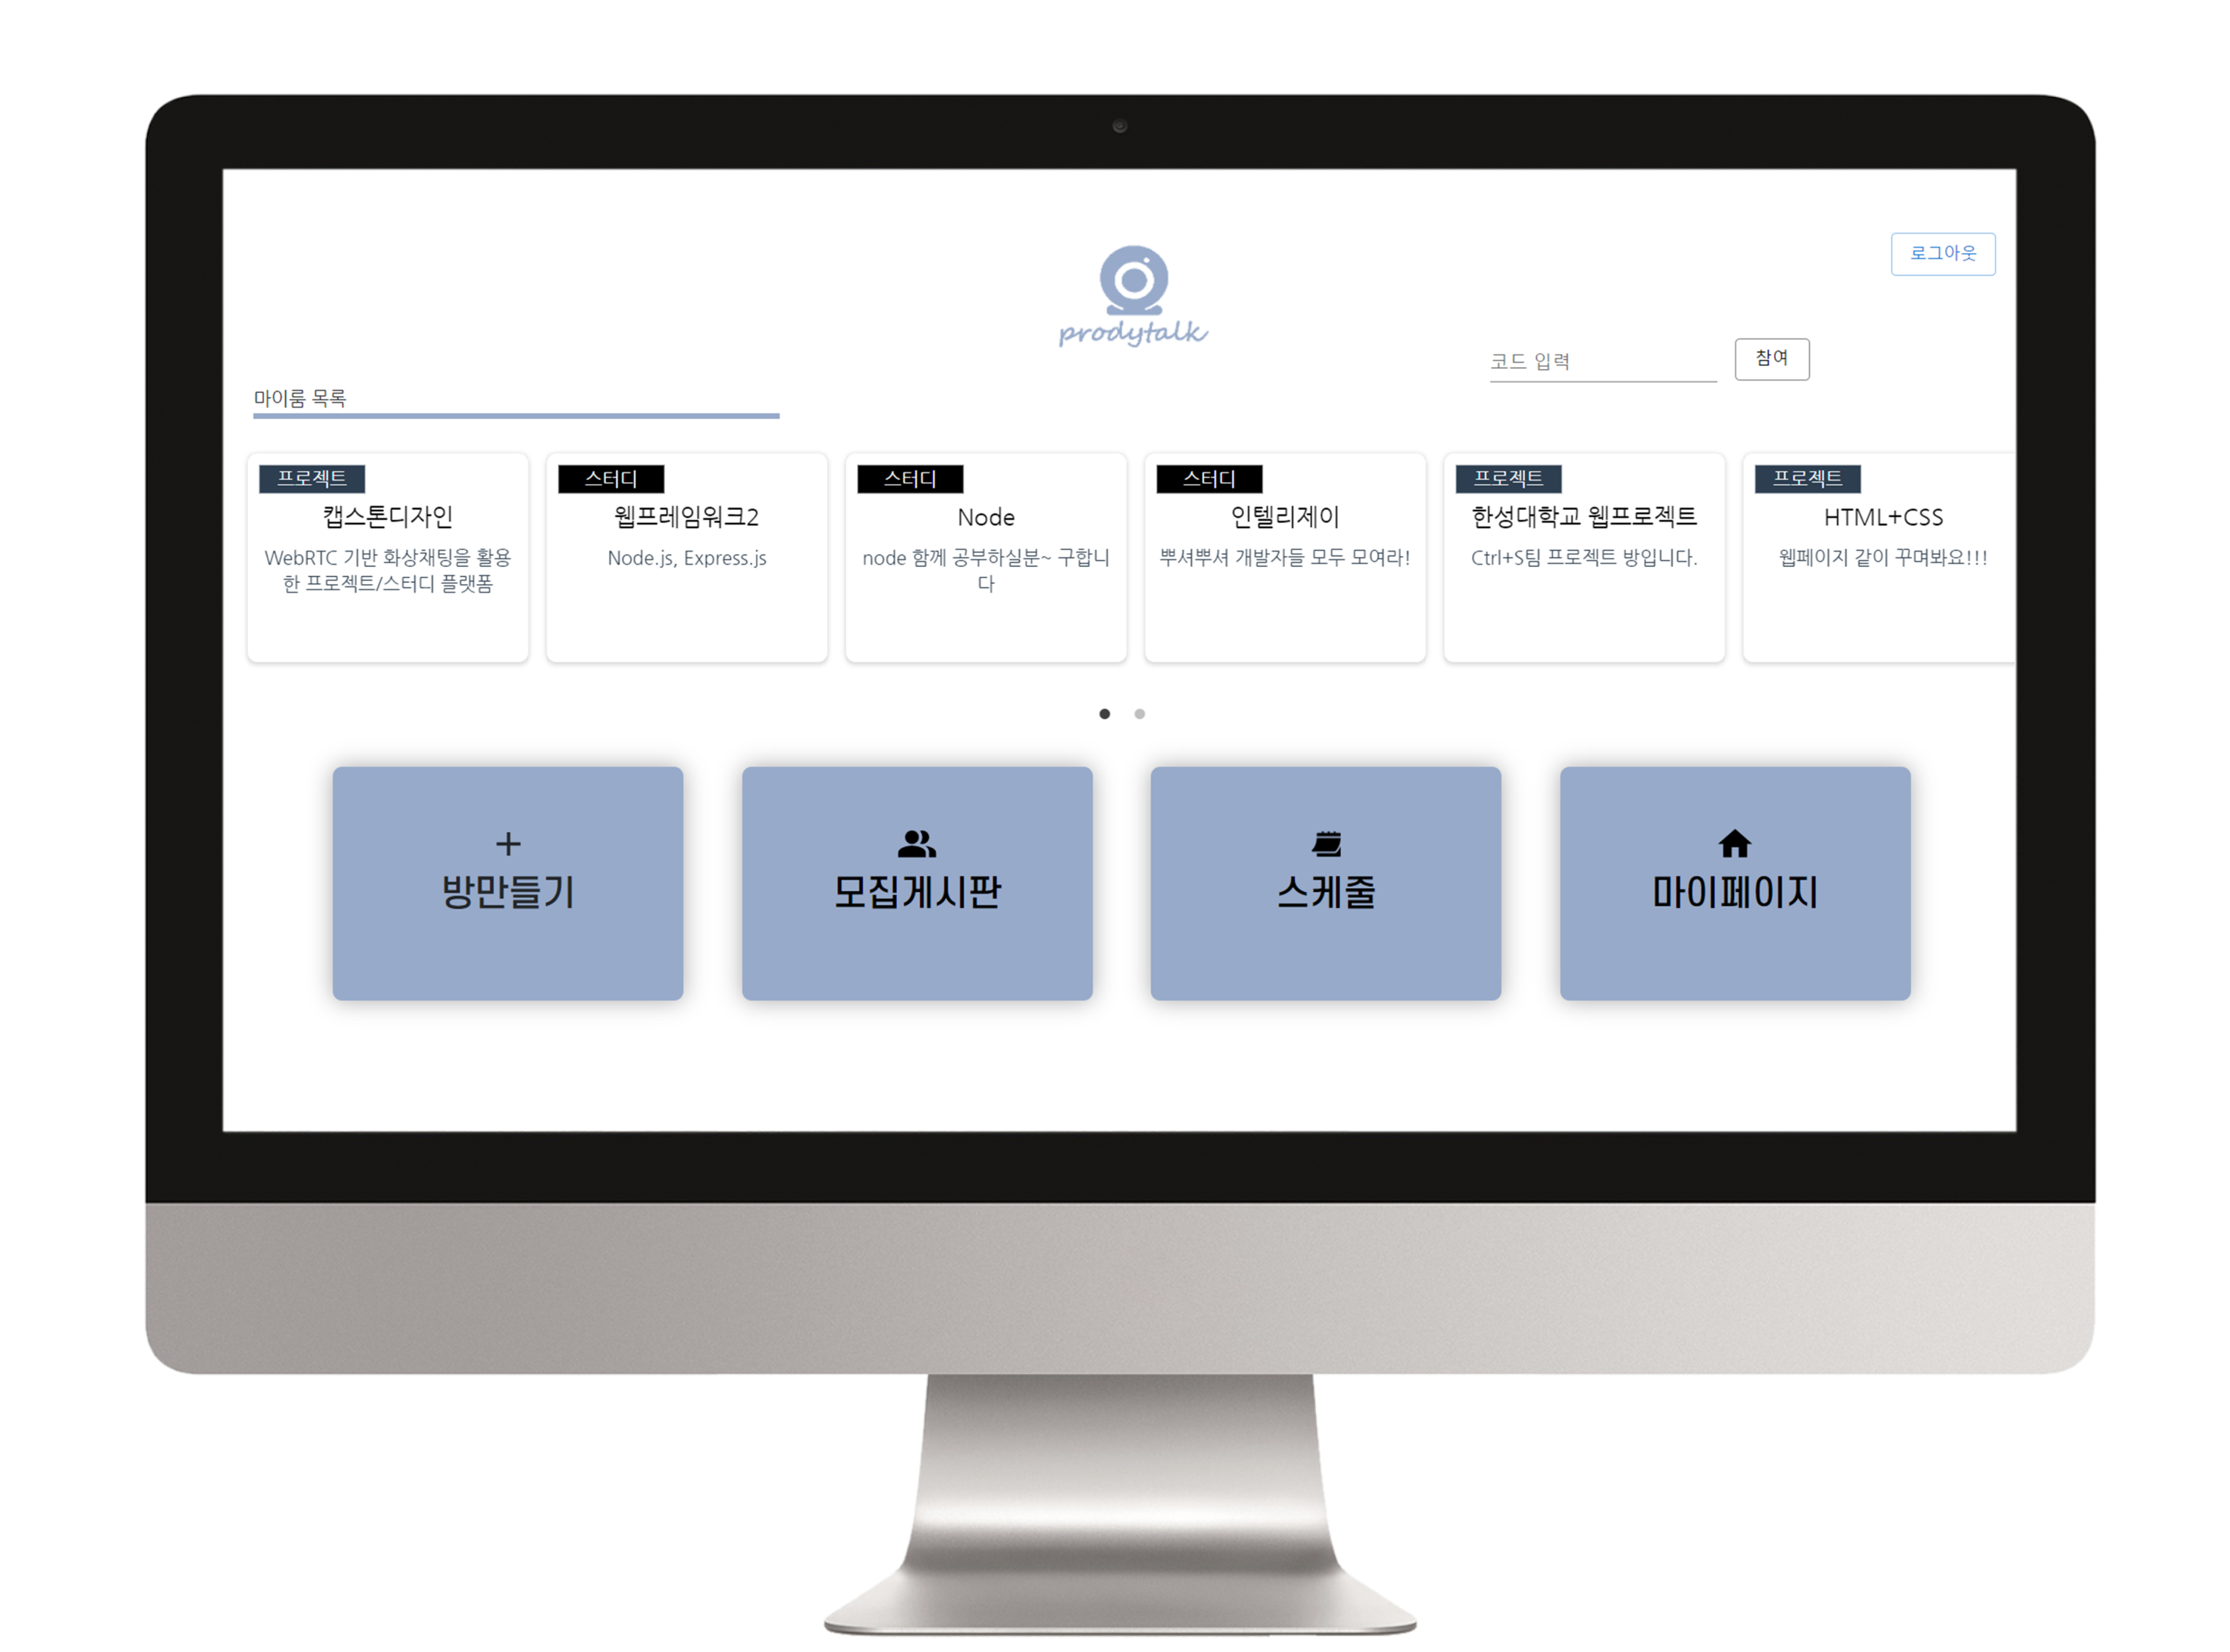 로그아웃
prodytalk
코드 입력
참여
마이룸 목록
프로젝트
캡스톤디자인
WebRTC 기반 화상채팅을 활용
한 프로젝트/스터디 플랫폼
스터디
웹프레임워크2
Node.js, Express.js
스터디
Node
node 함께 공부하실분~ 구합니
다
스터디
인텔리제이
뿌셔뿌셔 개발자들 모두 모여라!
프로젝트
한성대학교 웹프로젝트
Ctrl+S팀 프로젝트 방입니다.
프로젝트
HTML+CSS
웹페이지 같이 꾸며봐요!!!
방만들기
모집게시판
스케줄
마이페이지